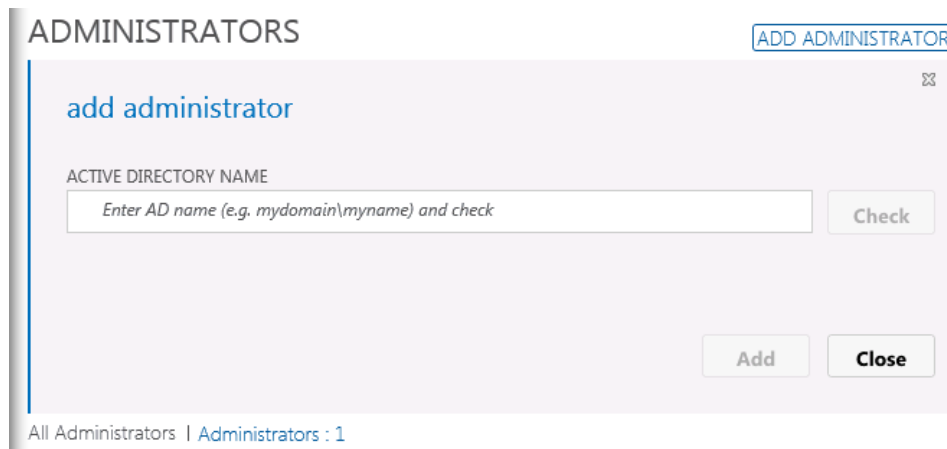 ADMINISTRATORS
ADD ADMINISTRATOR
add administrator
ACTIVE DIRECTORY NAME
Enter AD name (e.g. mydomain\myname) and check
Check
Add
Close
All Administrators | Administrators : 1